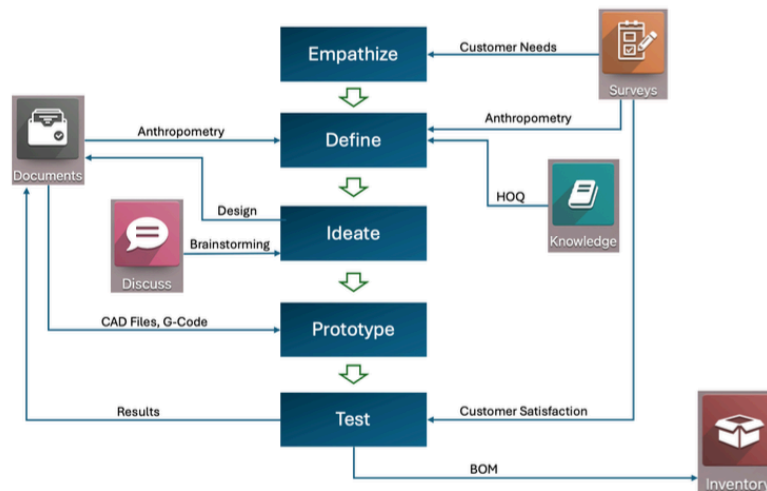 Empathize
Customer Needs
Surveys
Anthropometry
Define
Anthropometry
Documents
HOQ
Design
Ideate
Knowledge
Brainstorming
Discuss
CAD Files, G-Code
Prototype
Results
Test
Customer Satisfaction
BOM
Inventory